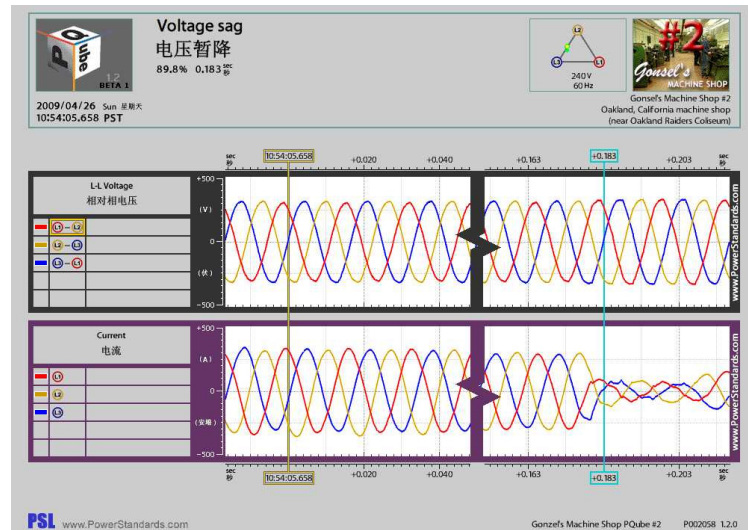 Qube
1.2
BETA 1
Voltage sag
电压暂降
89.8% 0.183 sec 秒
2009/04/26 Sun 星期天
10:54:05.658 PST
L2
L3
L1
240V
60 Hz
#2
Gonsel's
MACHINE SHOP
Gonsel's Machine Shop #2
Oakland, California machine shop
(near Oakland Raiders Coliseum)
sec 秒 10:54:05.658 +0.020 +0.040 +0.163 +0.183 +0.203 sec 秒
L-L Voltage
相对相电压
L1 - L2
L2 - L3
L3 - L1
+500
(V)
0
(伏)
-500
www.PowerStandards.com
Current
电流
L1
L2
L3
+500
(A)
0
(安培)
-500
www.PowerStandards.com
sec 秒 10:54:05.658 +0.020 +0.040 +0.163 +0.183 +0.203 sec 秒
PSL www.PowerStandards.com
Gonzel's Machine Shop PQube #2 P002058 1.2.0